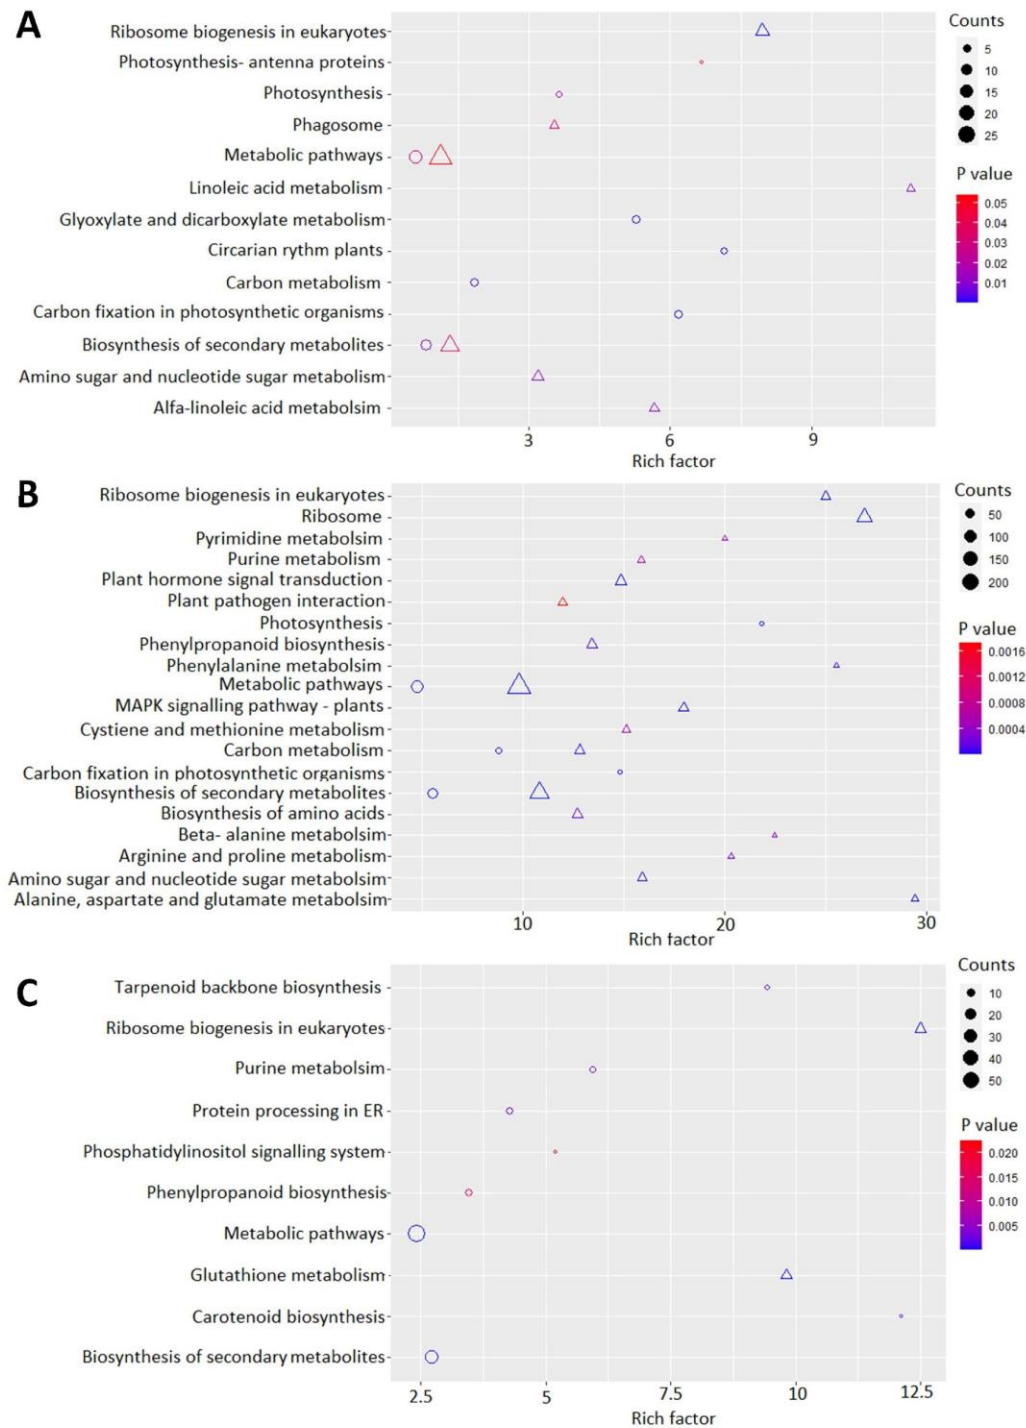 A
Ribosome biogenesis in eukaryotes
Photosynthesis- antenna proteins
Photosynthesis
Phagosome
Metabolic pathways
Linoleic acid metabolism
Glyoxylate and dicarboxylate metabolism
Circarian rythm plants
Carbon metabolism
Carbon fixation in photosynthetic organisms
Biosynthesis of secondary metabolites
Amino sugar and nucleotide sugar metabolism
Alfa-linoleic acid metabolsim
3 6 9
Rich factor
Counts
5
10
15
20
25
P value
0.05
0.04
0.03
0.02
0.01
B
Ribosome biogenesis in eukaryotes
Ribosome
Pyrimidine metabolsim
Purine metabolism
Plant hormone signal transduction
Plant pathogen interaction
Photosynthesis
Phenylpropanoid biosynthesis
Phenylalanine metabolsim
Metabolic pathways
MAPK signalling pathway - plants
Cystiene and methionine metabolism
Carbon metabolism
Carbon fixation in photosynthetic organisms
Biosynthesis of secondary metabolites
Biosynthesis of amino acids
Beta- alanine metabolsim
Arginine and proline metabolism
Amino sugar and nucleotide sugar metabolsim
Alanine, aspartate and glutamate metabolsim
10 20 30
Rich factor
Counts
50
100
150
200
P value
0.0016
0.0012
0.0008
0.0004
C
Tarpenoid backbone biosynthesis
Ribosome biogenesis in eukaryotes
Purine metabolsim
Protein processing in ER
Phosphatidylinositol signalling system
Phenylpropanoid biosynthesis
Metabolic pathways
Glutathione metabolism
Carotenoid biosynthesis
Biosynthesis of secondary metabolites
2.5 5 7.5 10 12.5
Rich factor
Counts
10
20
30
40
50
P value
0.020
0.015
0.010
0.005